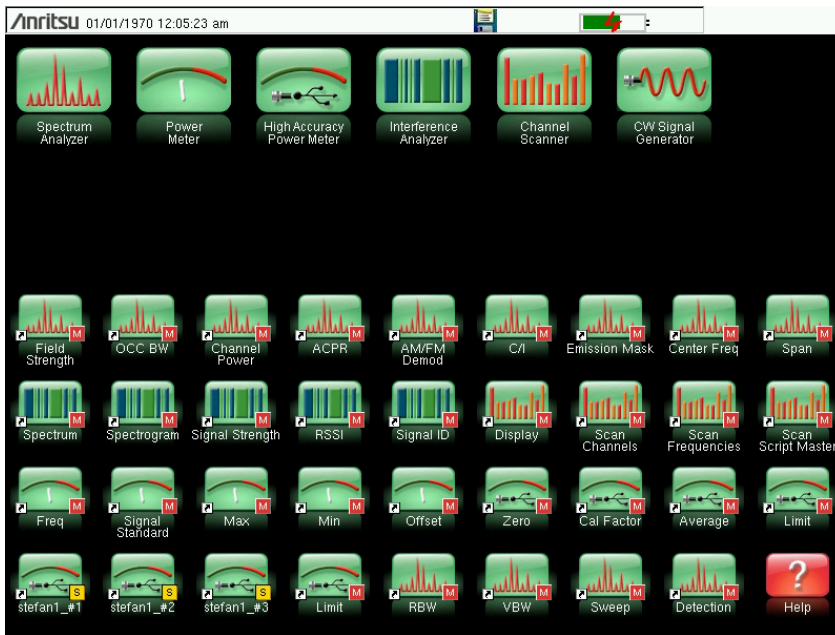 Anritsu 01/01/1970 12:05:23 am
Spectrum Analyzer
Power Meter
High Accuracy Power Meter
Interference Analyzer
Channel Scanner
CW Signal Generator
Field Strength M
OCC BW M
Channel Power M
ACPR M
AM/FM Demod M
C/I M
Emission Mask M
Center Freq M
Span M
Spectrum M
Spectrogram M
Signal Strength M
RSSI M
Signal ID M
Display M
Scan Channels M
Scan Frequencies M
Scan Script Master M
Freq M
Signal Standard M
Max M
Min M
Offset M
Zero M
Cal Factor M
Average M
Limit M
stefan1_#1 S
stefan1_#2 S
stefan1_#3 S
Limit M
RBW M
VBW M
Sweep M
Detection M
? Help